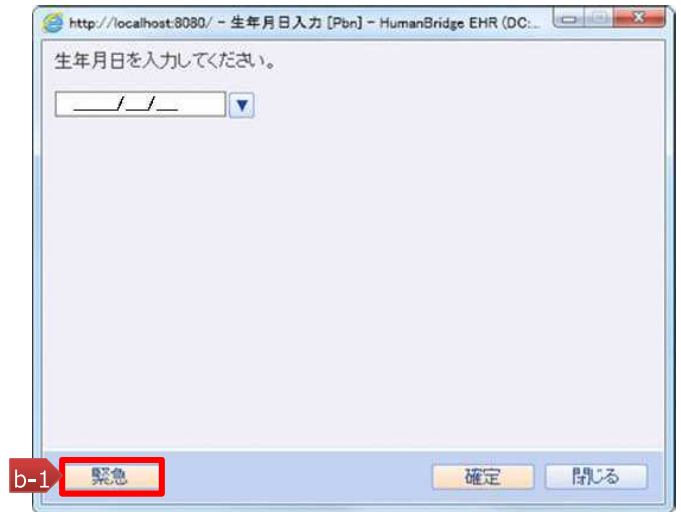 http://localhost:8080/ - 生年月日入力 [Pbn] - HumanBridge EHR (DC:...
生年月日を入力してください。
____/__/__
b-1 緊急 確定 閉じる